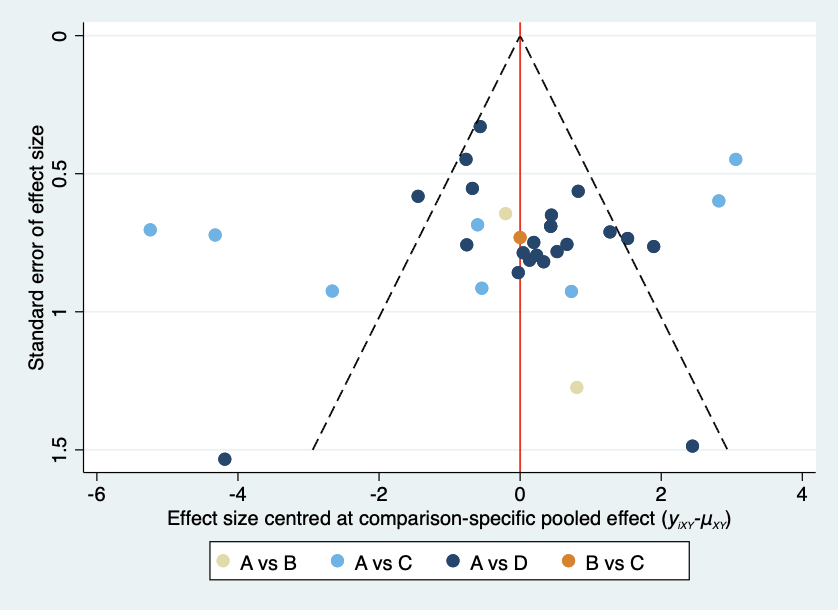 0
0.5
1
1.5
Standard error of effect size
-6 -4 -2 0 2 4
Effect size centred at comparison-specific pooled effect (yiXY-μXY)
A vs B A vs C A vs D B vs C